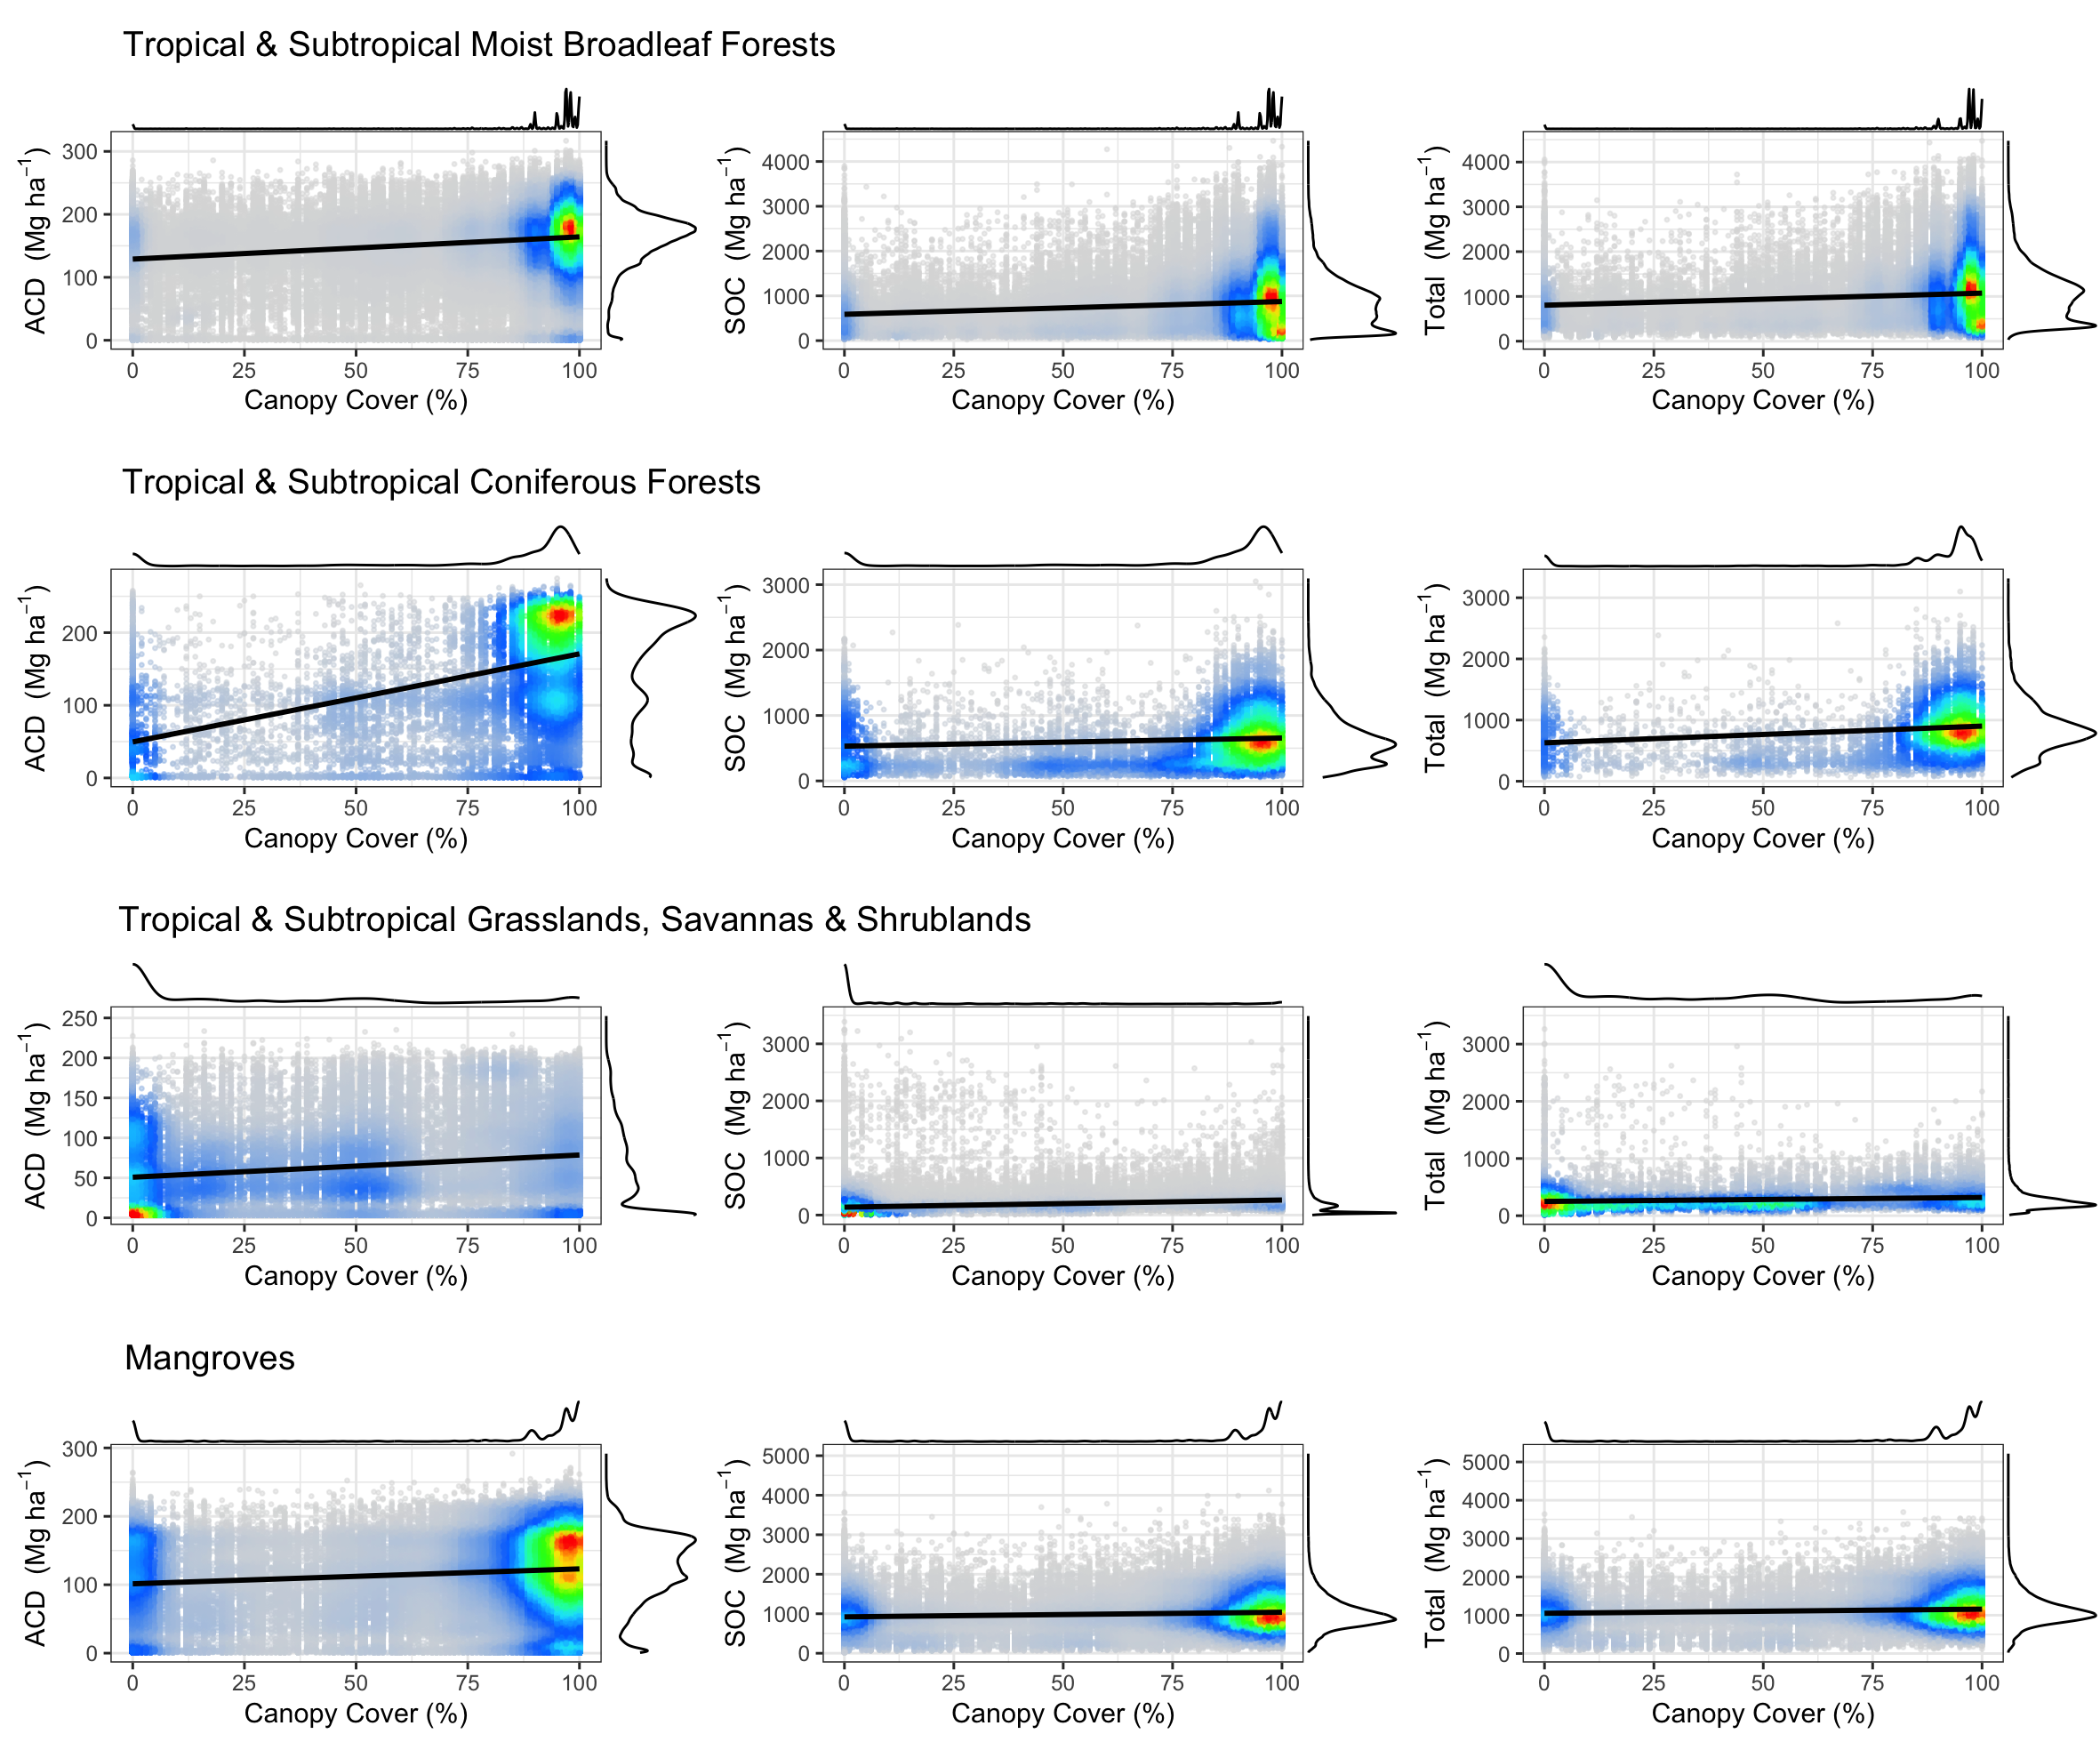 Tropical & Subtropical Moist Broadleaf Forests
ACD (Mg ha⁻¹)
300
200
100
0
0 25 50 75 100
Canopy Cover (%)
SOC (Mg ha⁻¹)
4000
3000
2000
1000
0
0 25 50 75 100
Canopy Cover (%)
Total (Mg ha⁻¹)
4000
3000
2000
1000
0
0 25 50 75 100
Canopy Cover (%)
Tropical & Subtropical Coniferous Forests
ACD (Mg ha⁻¹)
200
100
0
0 25 50 75 100
Canopy Cover (%)
SOC (Mg ha⁻¹)
3000
2000
1000
0
0 25 50 75 100
Canopy Cover (%)
Total (Mg ha⁻¹)
3000
2000
1000
0
0 25 50 75 100
Canopy Cover (%)
Tropical & Subtropical Grasslands, Savannas & Shrublands
ACD (Mg ha⁻¹)
250
200
150
100
50
0
0 25 50 75 100
Canopy Cover (%)
SOC (Mg ha⁻¹)
3000
2000
1000
0
0 25 50 75 100
Canopy Cover (%)
Total (Mg ha⁻¹)
3000
2000
1000
0
0 25 50 75 100
Canopy Cover (%)
Mangroves
ACD (Mg ha⁻¹)
300
200
100
0
0 25 50 75 100
Canopy Cover (%)
SOC (Mg ha⁻¹)
5000
4000
3000
2000
1000
0
0 25 50 75 100
Canopy Cover (%)
Total (Mg ha⁻¹)
5000
4000
3000
2000
1000
0
0 25 50 75 100
Canopy Cover (%)